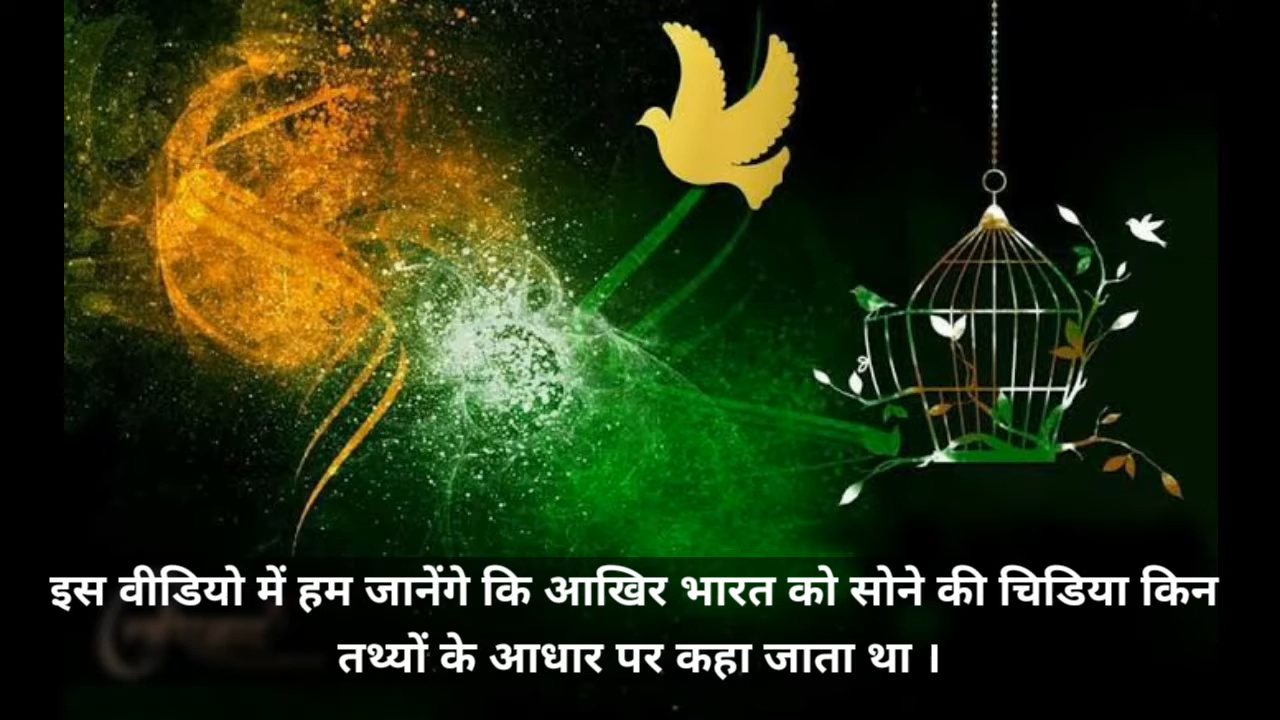 इस वीडियो में हम जानेंगे कि आखिर भारत को सोने की चिडिया किन
तथ्यों के आधार पर कहा जाता था ।